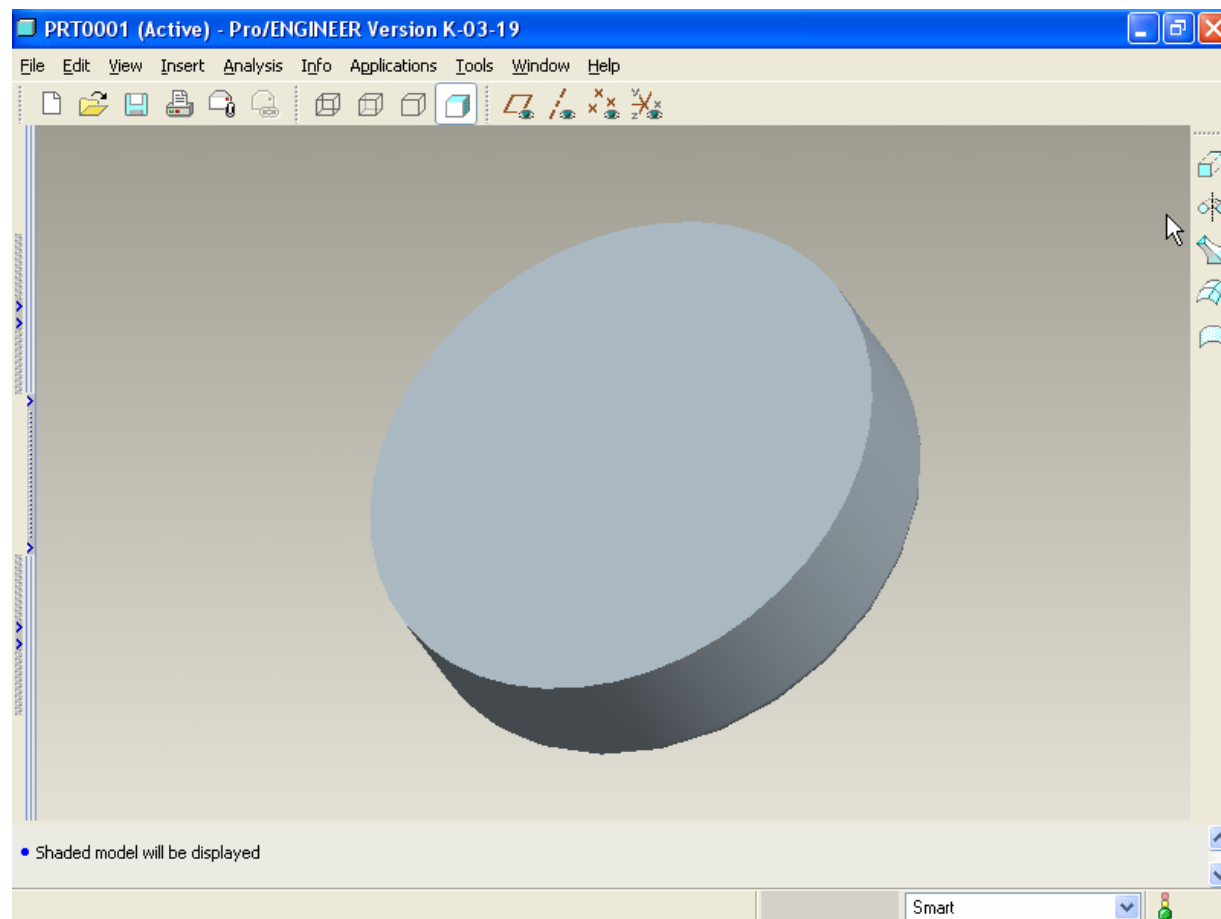 PRT0001 (Active) - Pro/ENGINEER Version K-03-19
File Edit View Insert Analysis Info Applications Tools Window Help
Shaded model will be displayed
Smart